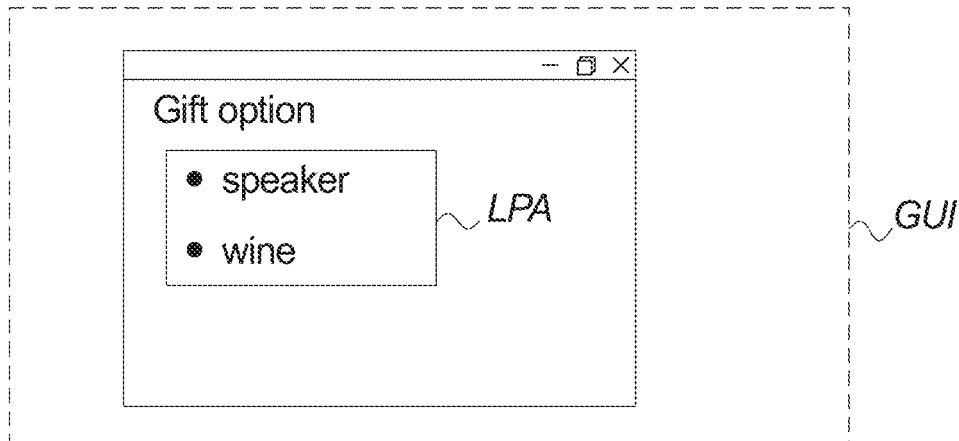 Gift option
• speaker
LPA
GUI
• wine